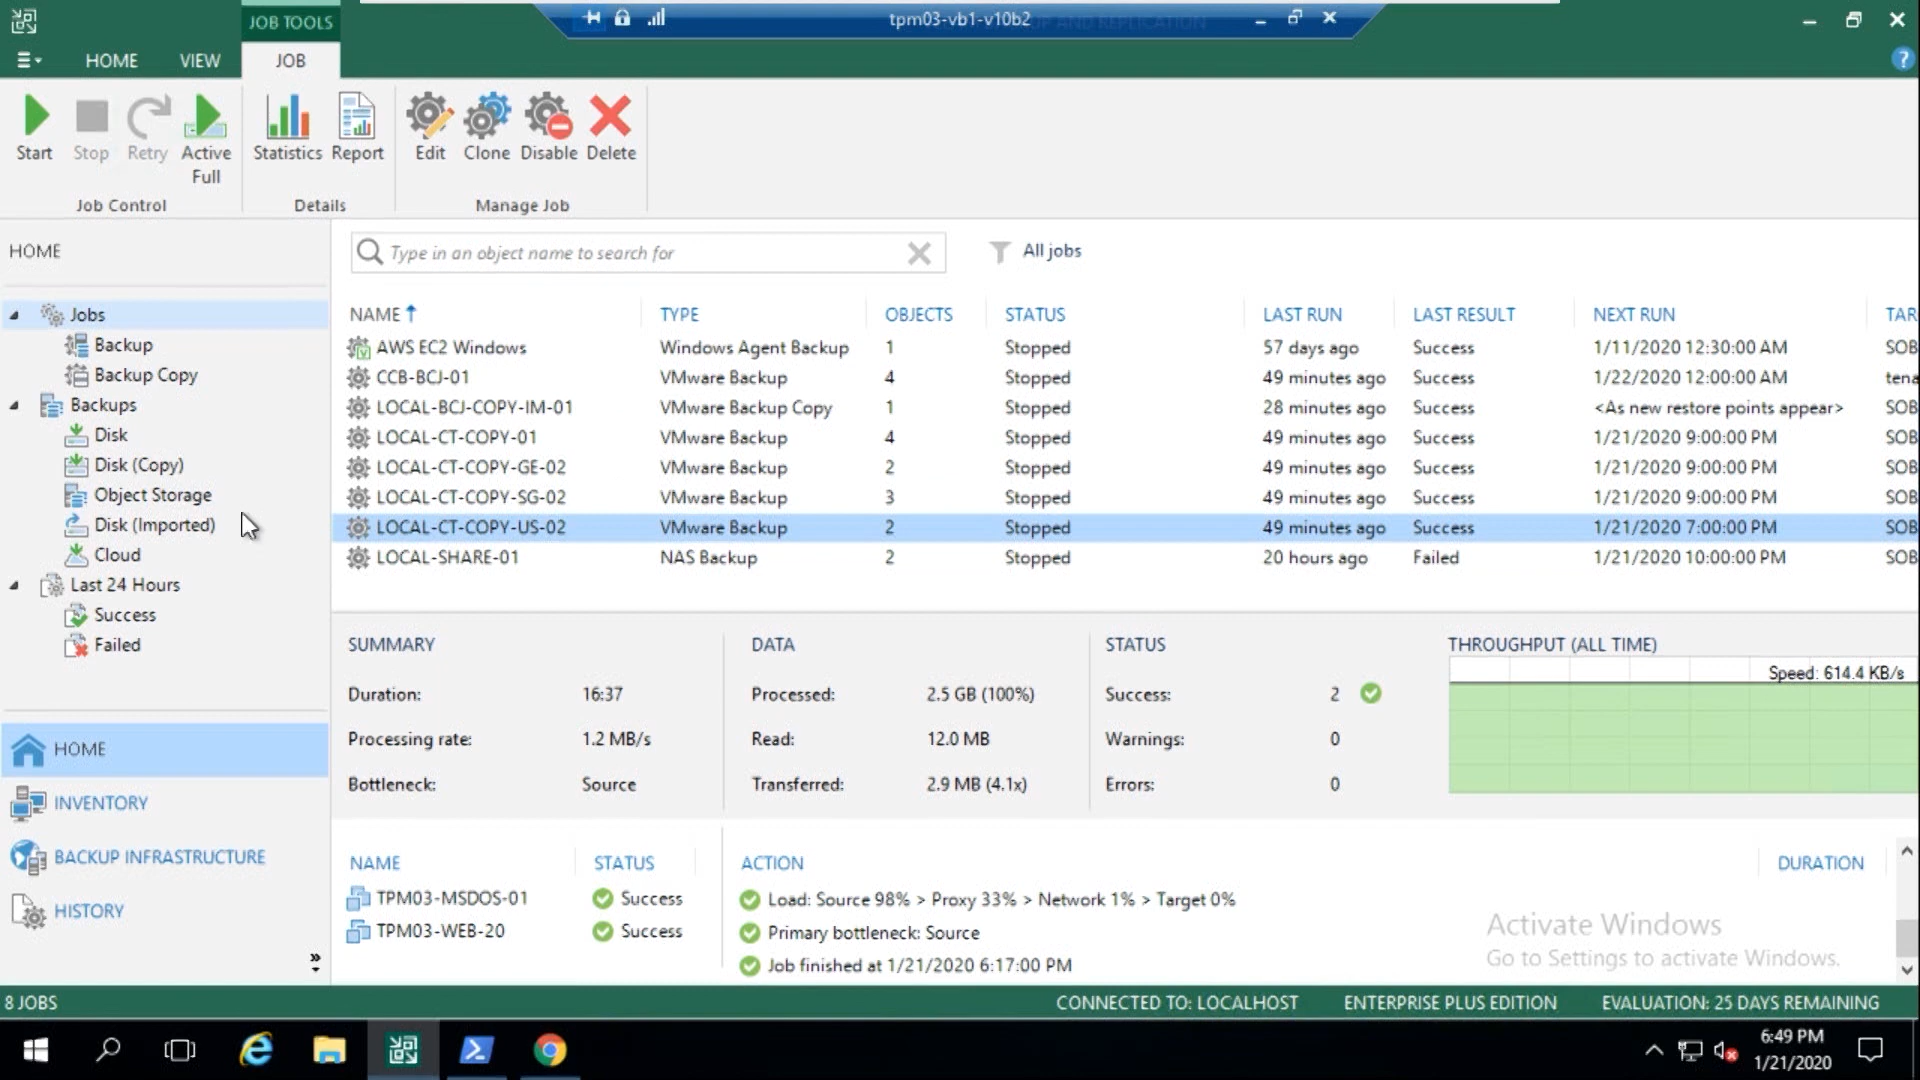 JOB TOOLS
tpm03-vb1-v10b2
HOME VIEW JOB
Start Stop Retry Active Full
Statistics Report
Edit Clone Disable Delete
Job Control Details Manage Job
HOME
Jobs
Backup
Backup Copy
Backups
Disk
Disk (Copy)
Object Storage
Disk (Imported)
Cloud
Last 24 Hours
Success
Failed
HOME
INVENTORY
BACKUP INFRASTRUCTURE
HISTORY
Type in an object name to search for
All jobs
NAME TYPE OBJECTS STATUS LAST RUN LAST RESULT NEXT RUN TAR
AWS EC2 Windows Windows Agent Backup 1 Stopped 57 days ago Success 1/11/2020 12:30:00 AM SOB
CCB-BCJ-01 VMware Backup 4 Stopped 49 minutes ago Success 1/22/2020 12:00:00 AM tena
LOCAL-BCJ-COPY-IM-01 VMware Backup Copy 1 Stopped 28 minutes ago Success <As new restore points appear> SOB
LOCAL-CT-COPY-01 VMware Backup 4 Stopped 49 minutes ago Success 1/21/2020 9:00:00 PM SOB
LOCAL-CT-COPY-GE-02 VMware Backup 2 Stopped 49 minutes ago Success 1/21/2020 9:00:00 PM SOB
LOCAL-CT-COPY-SG-02 VMware Backup 3 Stopped 49 minutes ago Success 1/21/2020 9:00:00 PM SOB
LOCAL-CT-COPY-US-02 VMware Backup 2 Stopped 49 minutes ago Success 1/21/2020 7:00:00 PM SOB
LOCAL-SHARE-01 NAS Backup 2 Stopped 20 hours ago Failed 1/21/2020 10:00:00 PM SOB
SUMMARY DATA STATUS THROUGHPUT (ALL TIME)
Speed: 614.4 KB/s
Duration: 16:37 Processed: 2.5 GB (100%) Success: 2
Processing rate: 1.2 MB/s Read: 12.0 MB Warnings: 0
Bottleneck: Source Transferred: 2.9 MB (4.1x) Errors: 0
NAME STATUS ACTION DURATION
TPM03-MSDOS-01 Success Load: Source 98% > Proxy 33% > Network 1% > Target 0%
TPM03-WEB-20 Success Primary bottleneck: Source
Job finished at 1/21/2020 6:17:00 PM
Activate Windows
Go to Settings to activate Windows.
8 JOBS CONNECTED TO: LOCALHOST ENTERPRISE PLUS EDITION EVALUATION: 25 DAYS REMAINING
6:49 PM
1/21/2020